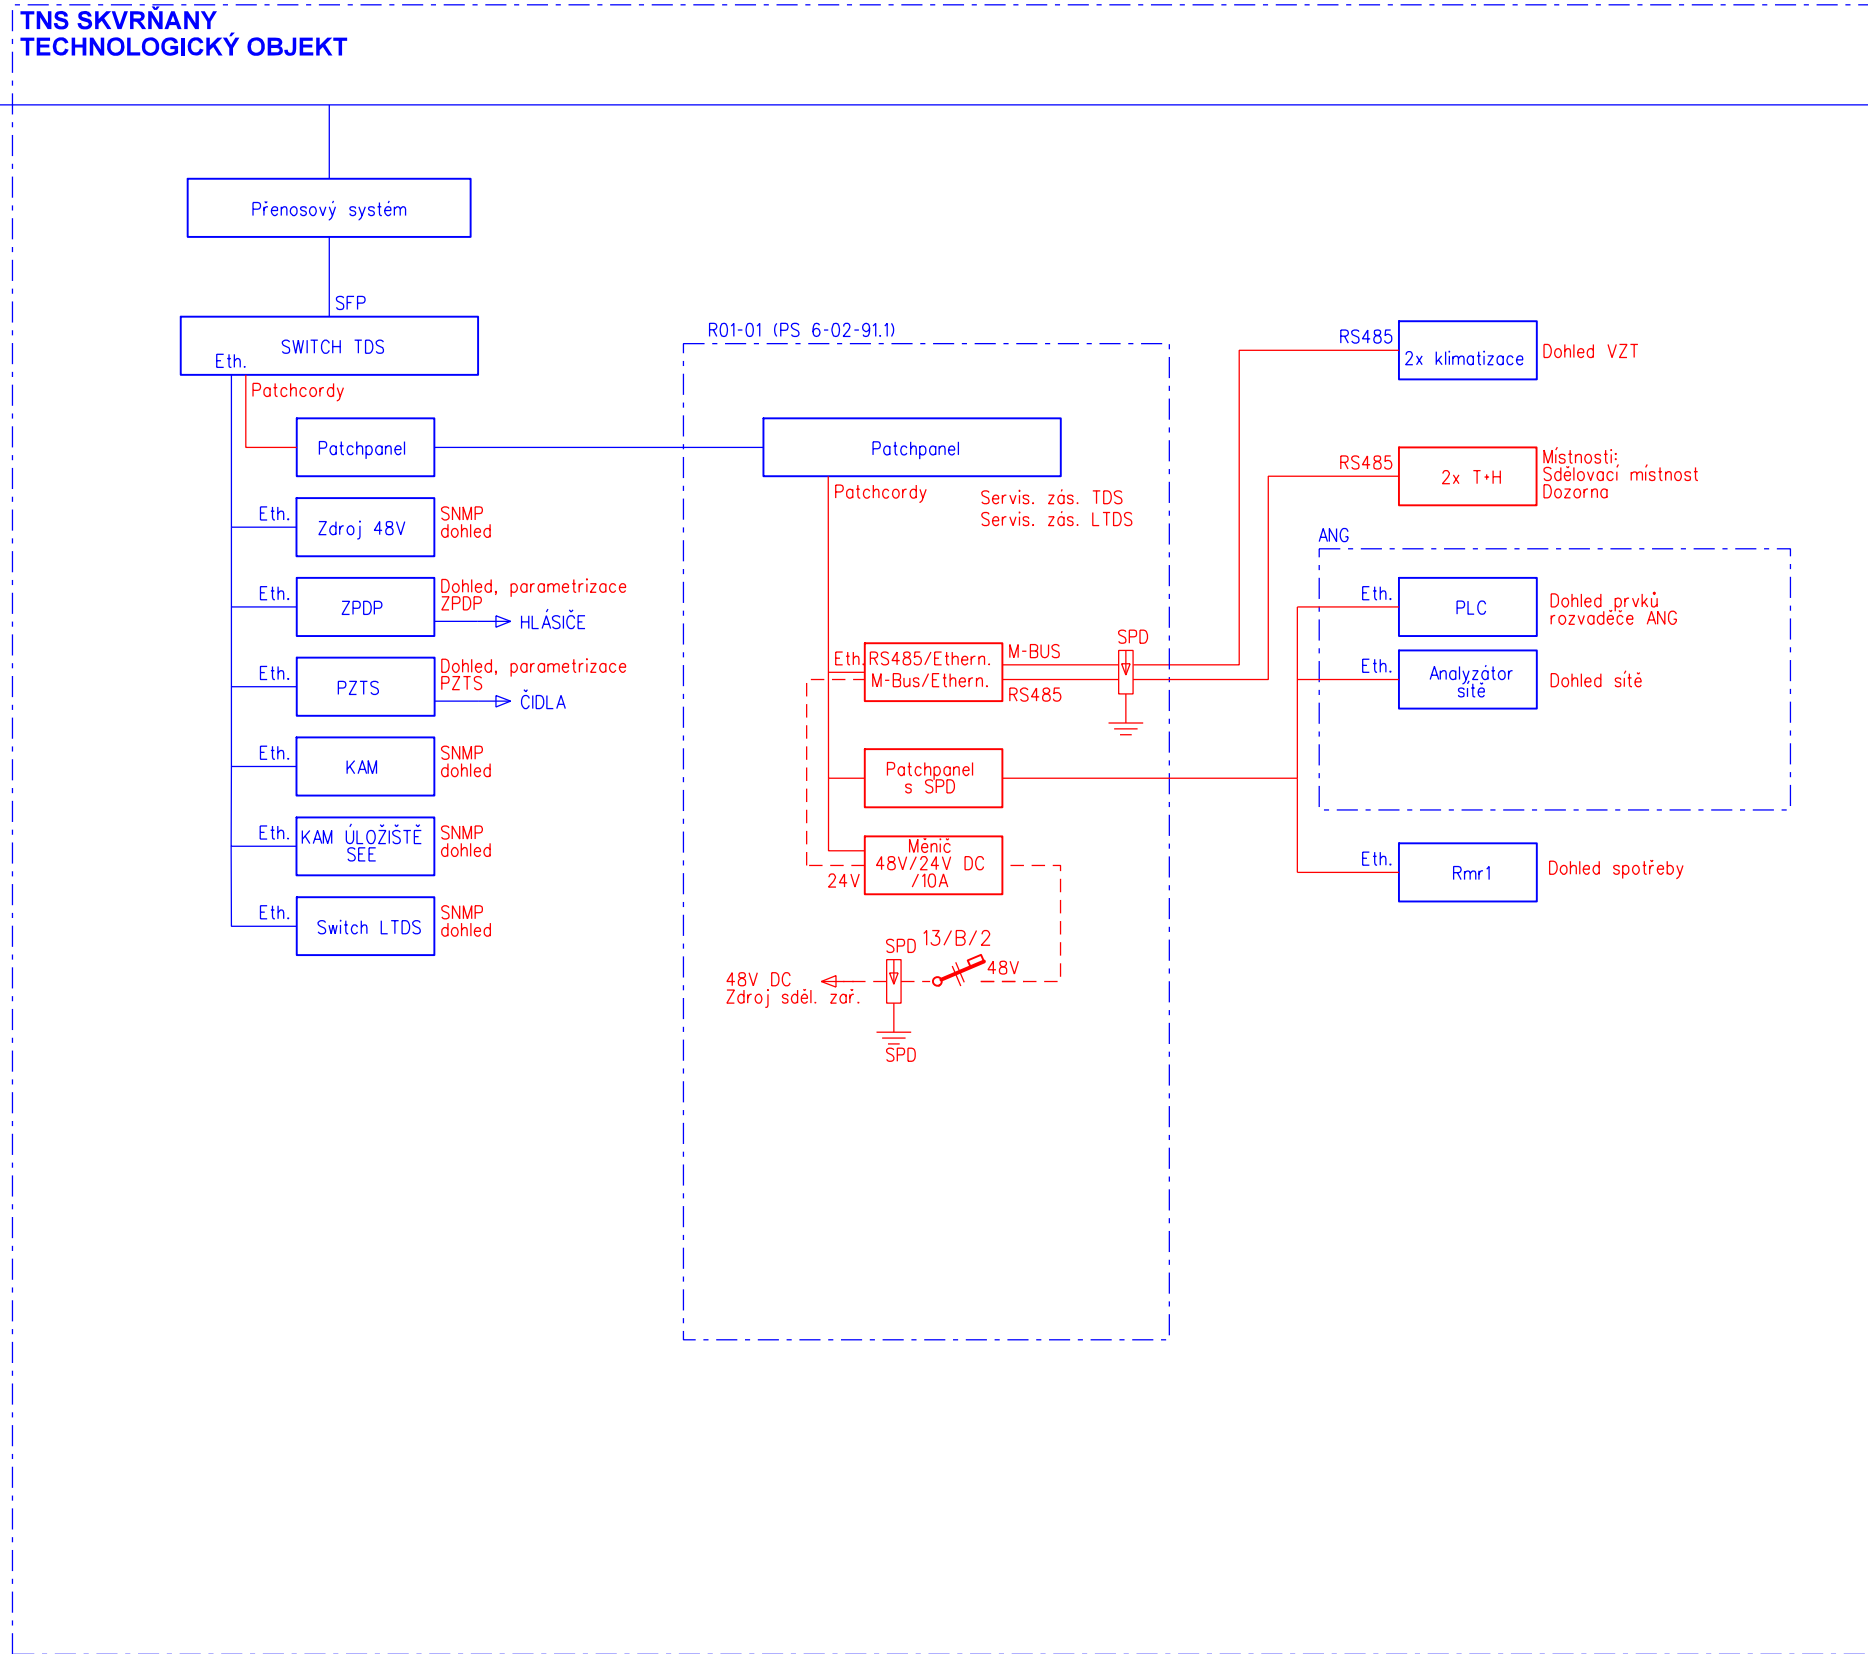 TNS SKVRŇANY
TECHNOLOGICKÝ OBJEKT
Přenosový systém
SFP
SWITCH TDS
Eth.
Patchcordy
Patchpanel
Eth.
Zdroj 48V
SNMP
dohled
Eth.
ZPDP
Dohled, parametrizace
ZPDP
HLÁSIČE
Eth.
PZTS
Dohled, parametrizace
PZTS
ČIDLA
Eth.
KAM
SNMP
dohled
Eth.
KAM ÚLOŽIŠTĚ
SEE
SNMP
dohled
Eth.
Switch LTDS
SNMP
dohled
R01-01 (PS 6-02-91.1)
Patchpanel
Patchcordy
Servis. zás. TDS
Servis. zás. LTDS
Eth.
RS485/Ethern.
M-Bus/Ethern.
M-BUS
RS485
SPD
Patchpanel
s SPD
Měnič
48V/24V DC
/10A
24V
SPD
13/B/2
48V
48V DC
Zdroj sděl. zař.
SPD
RS485
2x klimatizace
Dohled VZT
RS485
2x T+H
Místnosti:
Sdělovací místnost
Dozorna
ANG
Eth.
PLC
Dohled prvků
rozvaděče ANG
Eth.
Analyzátor
sítě
Dohled sítě
Eth.
Rmr1
Dohled spotřeby